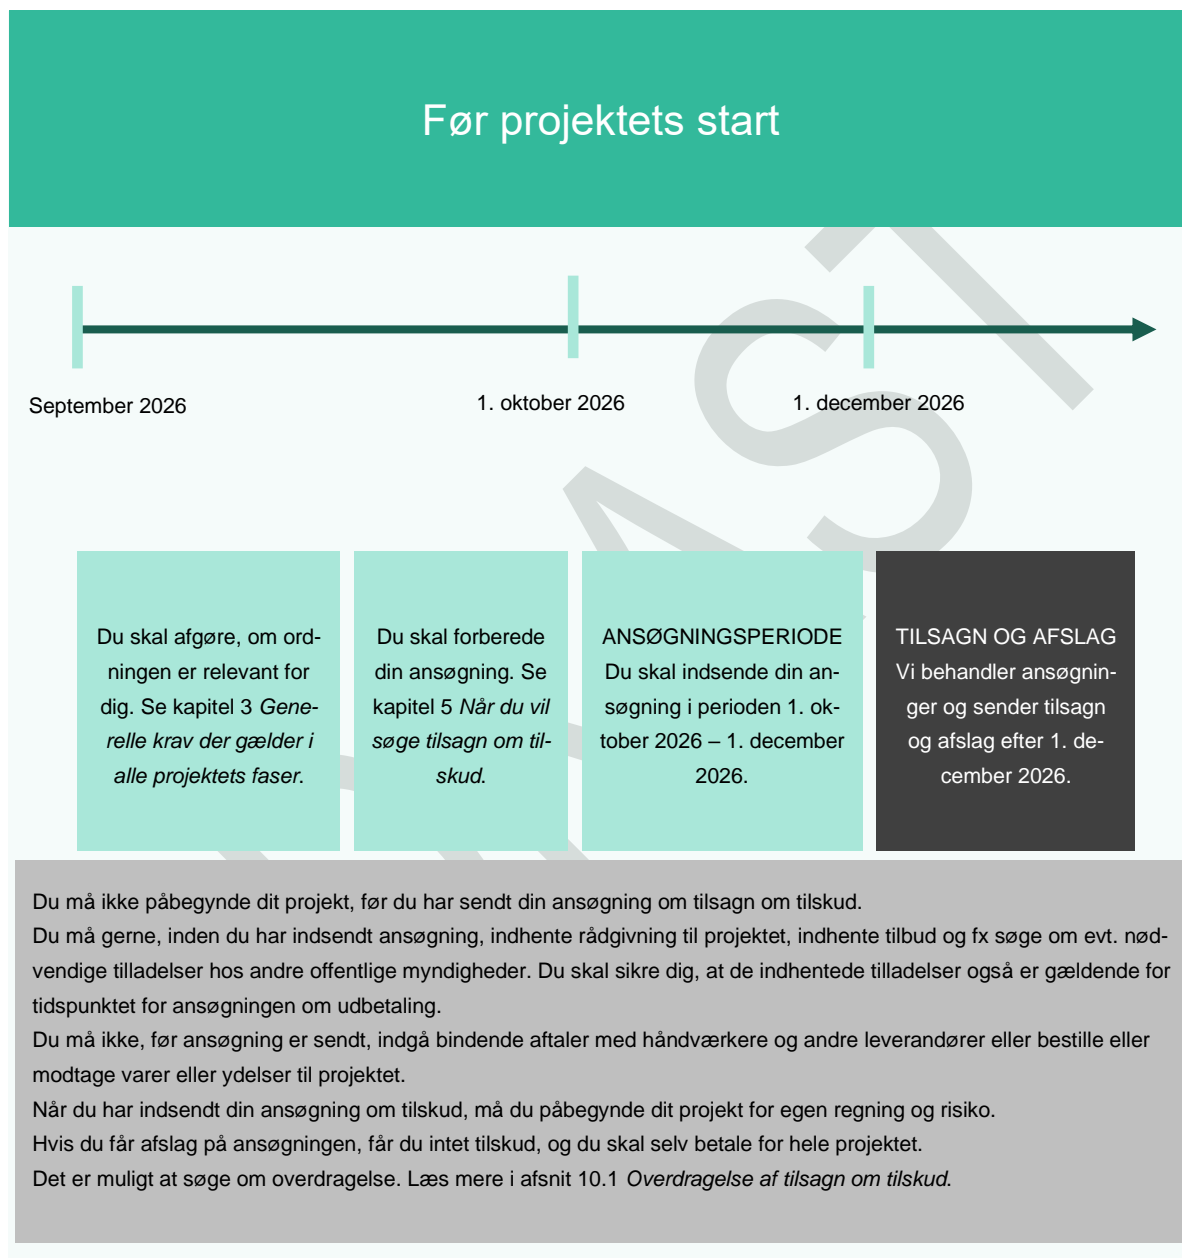 Før projektets start
September 2026
1. oktober 2026
1. december 2026
Du skal afgøre, om ord-
ningen er relevant for
dig. Se kapitel 3 Gene-
relle krav der gælder i
alle projektets faser.
Du skal forberede
din ansøgning. Se
kapitel 5 Når du vil
søge tilsagn om til-
skud.
ANSØGNINGSPERIODE
Du skal indsende din an-
søgning i perioden 1. ok-
tober 2026 – 1. december
2026.
TILSAGN OG AFSLAG
Vi behandler ansøgnin-
ger og sender tilsagn
og afslag efter 1. de-
cember 2026.
Du må ikke påbegynde dit projekt, før du har sendt din ansøgning om tilsagn om tilskud.
Du må gerne, inden du har indsendt ansøgning, indhente rådgivning til projektet, indhente tilbud og fx søge om evt. nød-
vendige tilladelser hos andre offentlige myndigheder. Du skal sikre dig, at de indhentede tilladelser også er gældende for
tidspunktet for ansøgningen om udbetaling.
Du må ikke, før ansøgning er sendt, indgå bindende aftaler med håndværkere og andre leverandører eller bestille eller
modtage varer eller ydelser til projektet.
Når du har indsendt din ansøgning om tilskud, må du påbegynde dit projekt for egen regning og risiko.
Hvis du får afslag på ansøgningen, får du intet tilskud, og du skal selv betale for hele projektet.
Det er muligt at søge om overdragelse. Læs mere i afsnit 10.1 Overdragelse af tilsagn om tilskud.